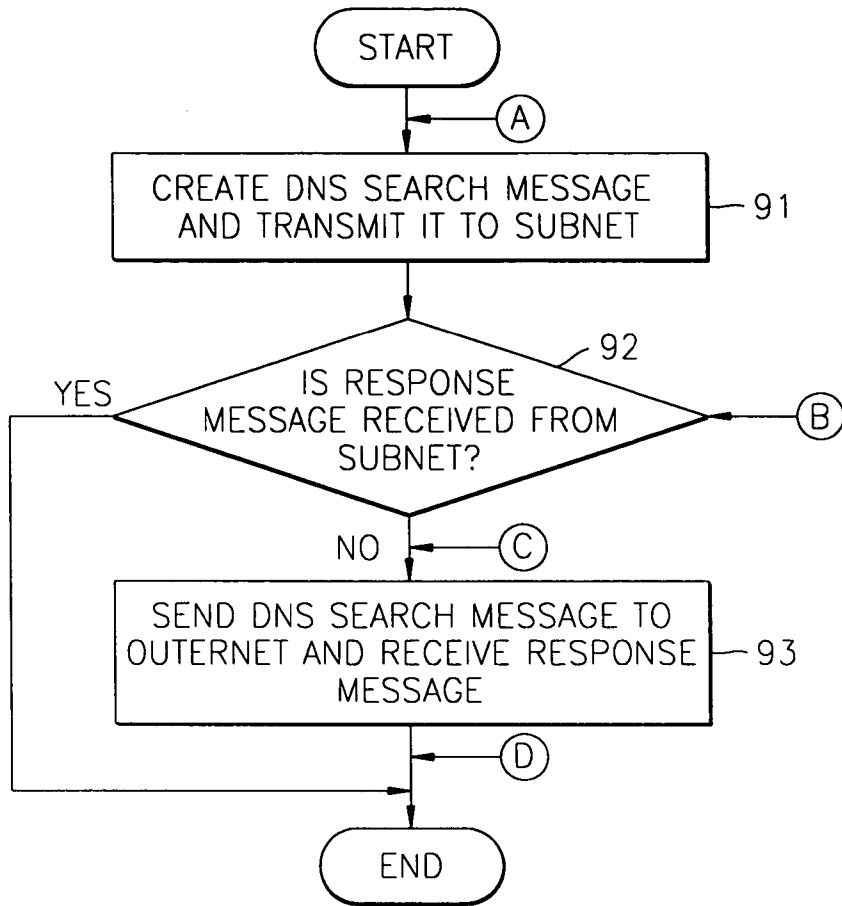 START
A
CREATE DNS SEARCH MESSAGE
AND TRANSMIT IT TO SUBNET
91
92
YES
IS RESPONSE
MESSAGE RECEIVED FROM
SUBNET?
B
NO
C
SEND DNS SEARCH MESSAGE TO
OUTERNET AND RECEIVE RESPONSE
MESSAGE
93
D
END